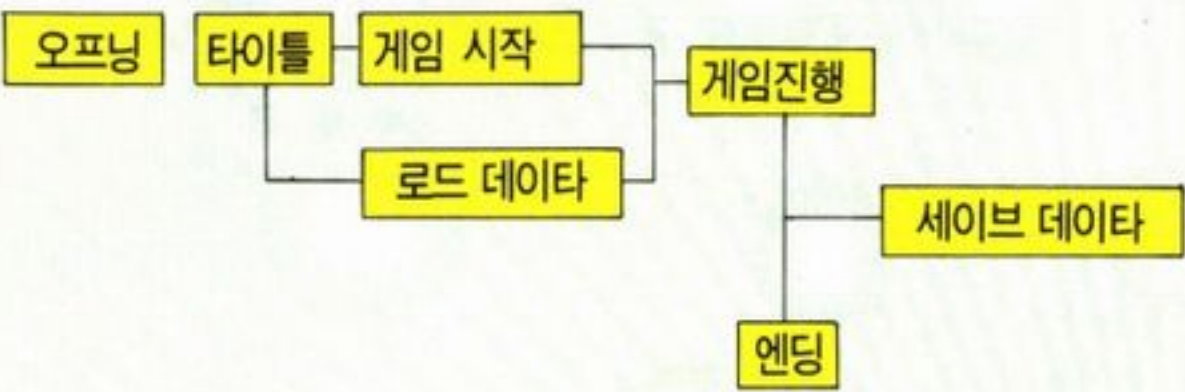 오프닝
타이틀
게임 시작
게임진행
로드 데이타
세이브 데이타
엔딩